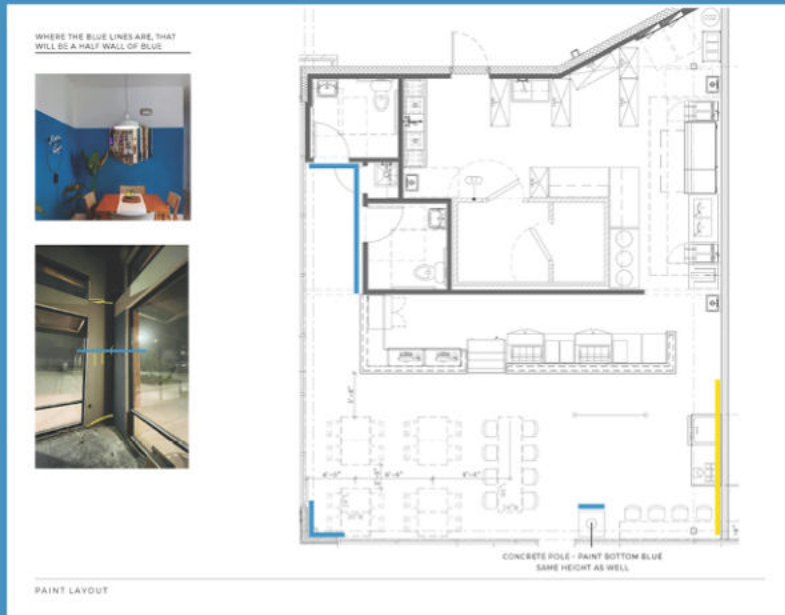 WHERE THE BLUE LINES ARE, THAT
WILL BE A HALF WALL OF BLUE
CONCRETE POLE - PAINT BOTTOM BLUE
SAME HEIGHT AS WELL
PAINT LAYOUT